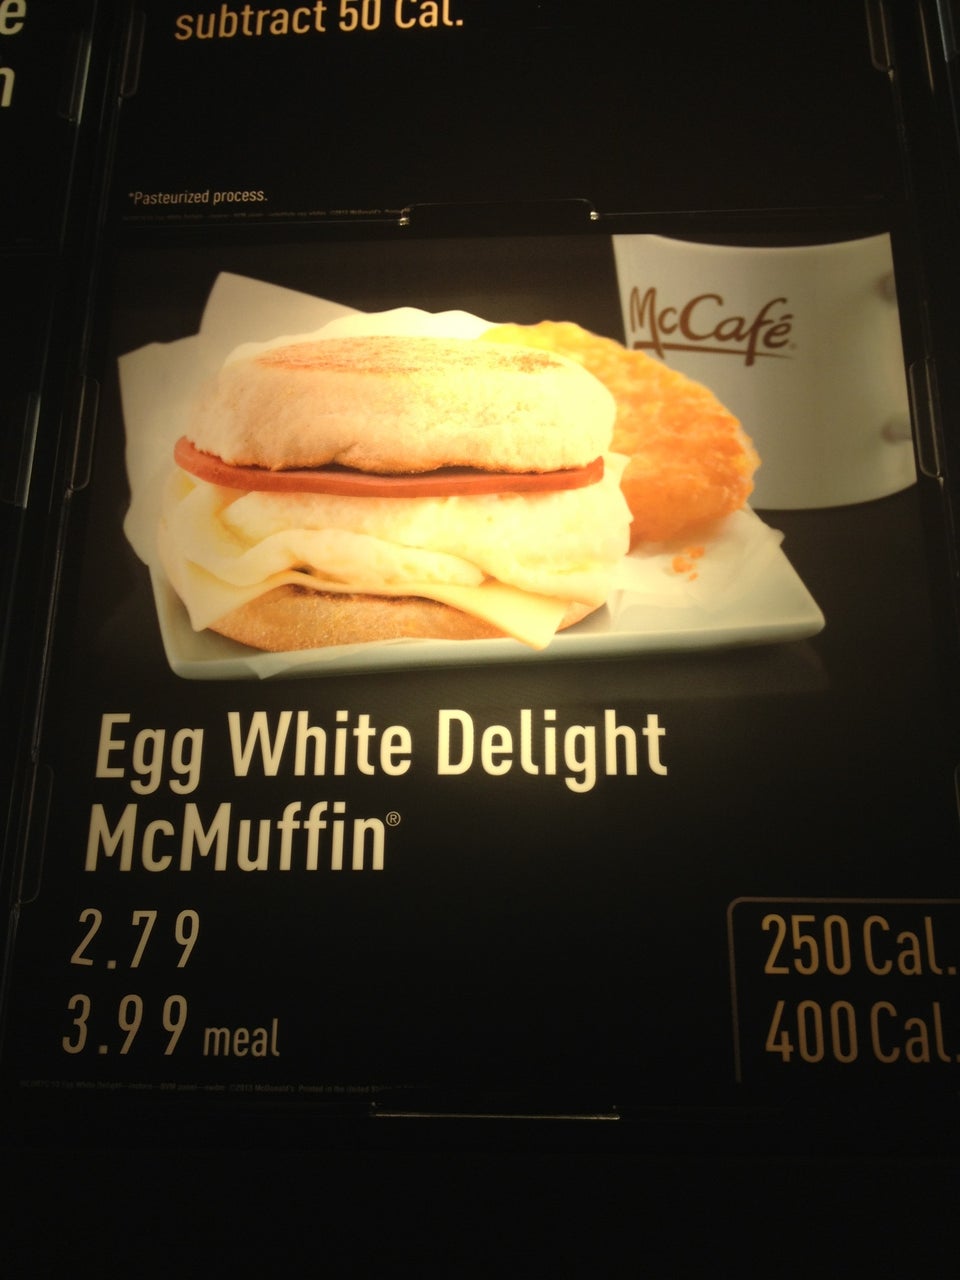 e
subtract 50 Cal.
*Pasteurized process.
McCafé
Egg White Delight
McMuffin®
2.79
250 Cal.
3.99 meal
400 Cal.